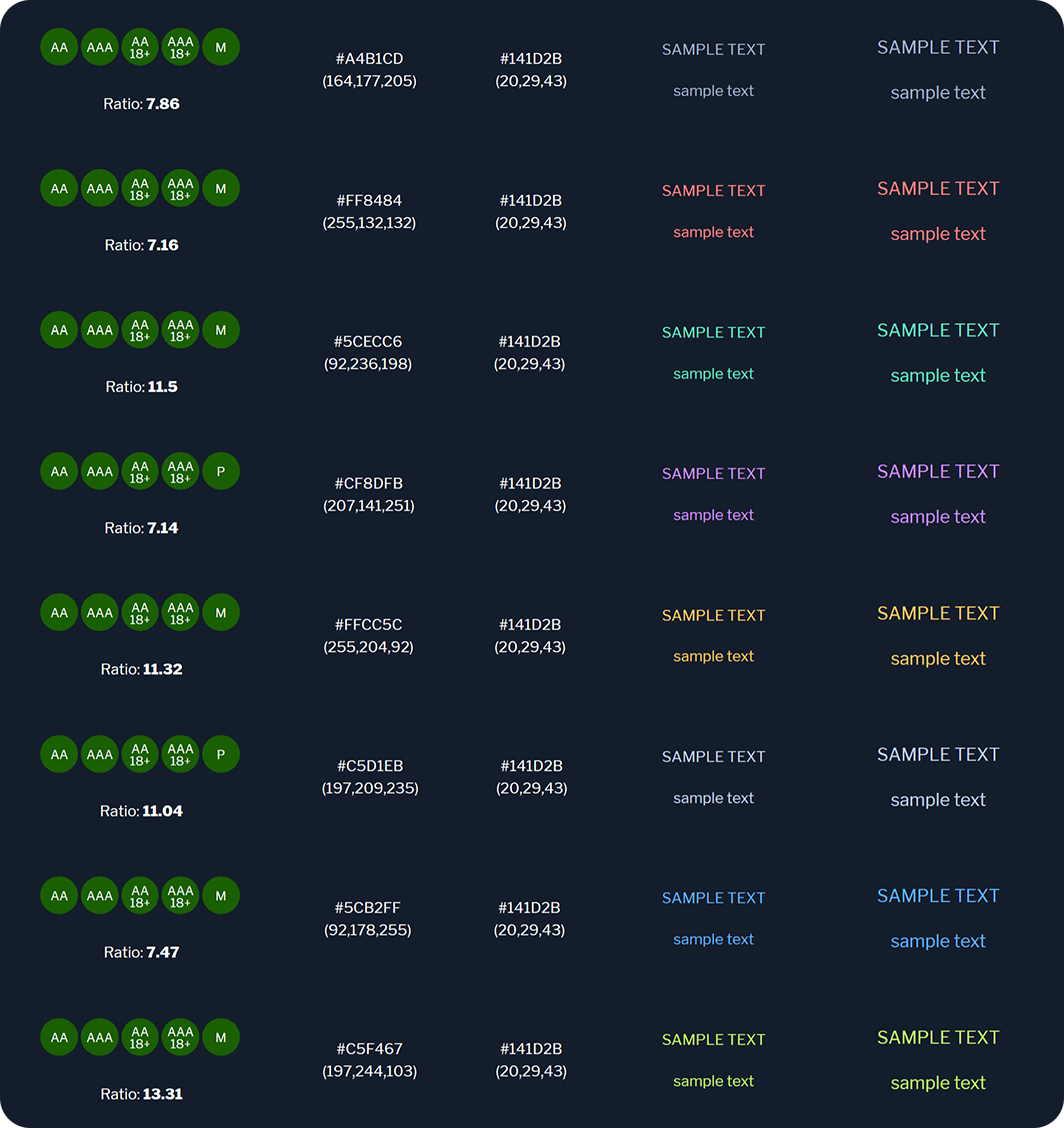 AA AAA AA 18+ AAA 18+ M
Ratio: 7.86
#A4B1CD
(164,177,205)
#141D2B
(20,29,43)
SAMPLE TEXT
sample text
SAMPLE TEXT
sample text
AA AAA AA 18+ AAA 18+ M
Ratio: 7.16
#FF8484
(255,132,132)
#141D2B
(20,29,43)
SAMPLE TEXT
sample text
SAMPLE TEXT
sample text
AA AAA AA 18+ AAA 18+ M
Ratio: 11.5
#5CECC6
(92,236,198)
#141D2B
(20,29,43)
SAMPLE TEXT
sample text
SAMPLE TEXT
sample text
AA AAA AA 18+ AAA 18+ P
Ratio: 7.14
#CF8DFB
(207,141,251)
#141D2B
(20,29,43)
SAMPLE TEXT
sample text
SAMPLE TEXT
sample text
AA AAA AA 18+ AAA 18+ M
Ratio: 11.32
#FFCC5C
(255,204,92)
#141D2B
(20,29,43)
SAMPLE TEXT
sample text
SAMPLE TEXT
sample text
AA AAA AA 18+ AAA 18+ P
Ratio: 11.04
#C5D1EB
(197,209,235)
#141D2B
(20,29,43)
SAMPLE TEXT
sample text
SAMPLE TEXT
sample text
AA AAA AA 18+ AAA 18+ M
Ratio: 7.47
#5CB2FF
(92,178,255)
#141D2B
(20,29,43)
SAMPLE TEXT
sample text
SAMPLE TEXT
sample text
AA AAA AA 18+ AAA 18+ M
Ratio: 13.31
#C5F467
(197,244,103)
#141D2B
(20,29,43)
SAMPLE TEXT
sample text
SAMPLE TEXT
sample text